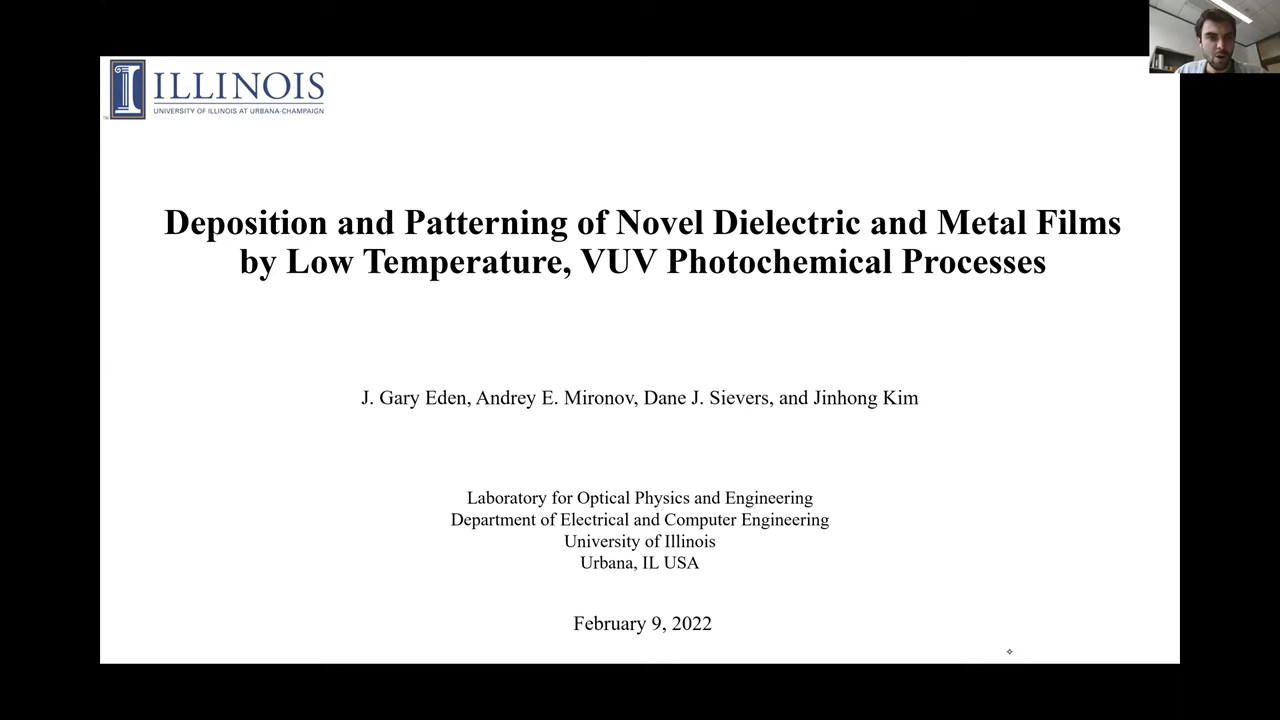 ILLINOIS
UNIVERSITY OF ILLINOIS AT URBANA-CHAMPAIGN
TM
Deposition and Patterning of Novel Dielectric and Metal Films
by Low Temperature, VUV Photochemical Processes
J. Gary Eden, Andrey E. Mironov, Dane J. Sievers, and Jinhong Kim
Laboratory for Optical Physics and Engineering
Department of Electrical and Computer Engineering
University of Illinois
Urbana, IL USA
February 9, 2022